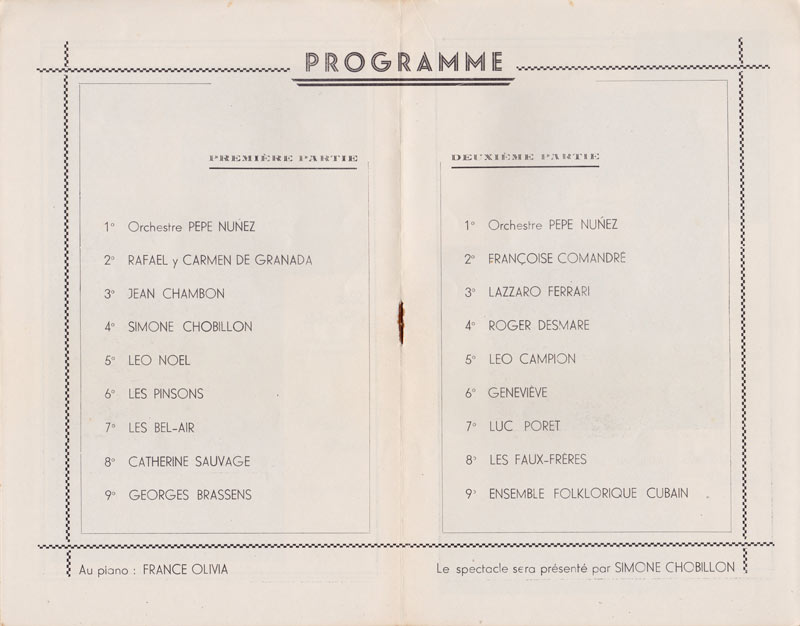 PROGRAMME
PREMIÈRE PARTIE
1° Orchestre PEPE NUÑEZ
2° RAFAEL y CARMEN DE GRANADA
3° JEAN CHAMBON
4° SIMONE CHOBILLON
5° LEO NOEL
6° LES PINSONS
7° LES BEL-AIR
8° CATHERINE SAUVAGE
9° GEORGES BRASSENS
Au piano : FRANCE OLIVIA
DEUXIÈME PARTIE
1° Orchestre PEPE NUÑEZ
2° FRANÇOISE COMANDRÉ
3° LAZZARO FERRARI
4° ROGER DESMARE
5° LEO CAMPION
6° GENEVIÈVE
7° LUC PORET
8° LES FAUX-FRÈRES
9° ENSEMBLE FOLKLORIQUE CUBAIN
Le spectacle sera présenté par SIMONE CHOBILLON